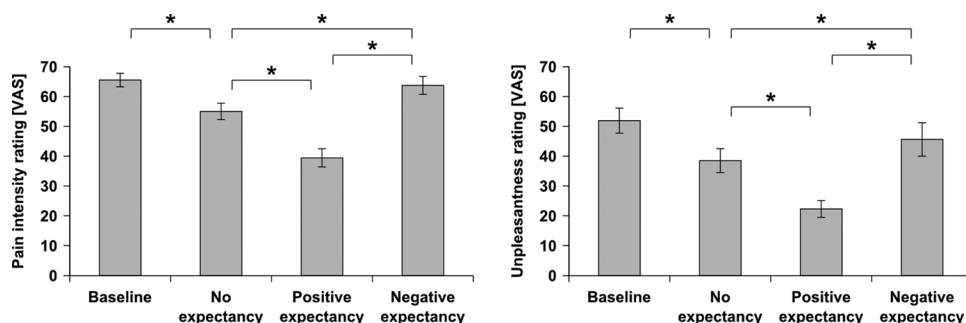 *
*
*
*
Pain intensity rating [VAS]
70
60
50
40
30
20
10
0
Baseline
No expectancy
Positive expectancy
Negative expectancy
*
*
*
*
Unpleasantness rating [VAS]
70
60
50
40
30
20
10
0
Baseline
No expectancy
Positive expectancy
Negative expectancy